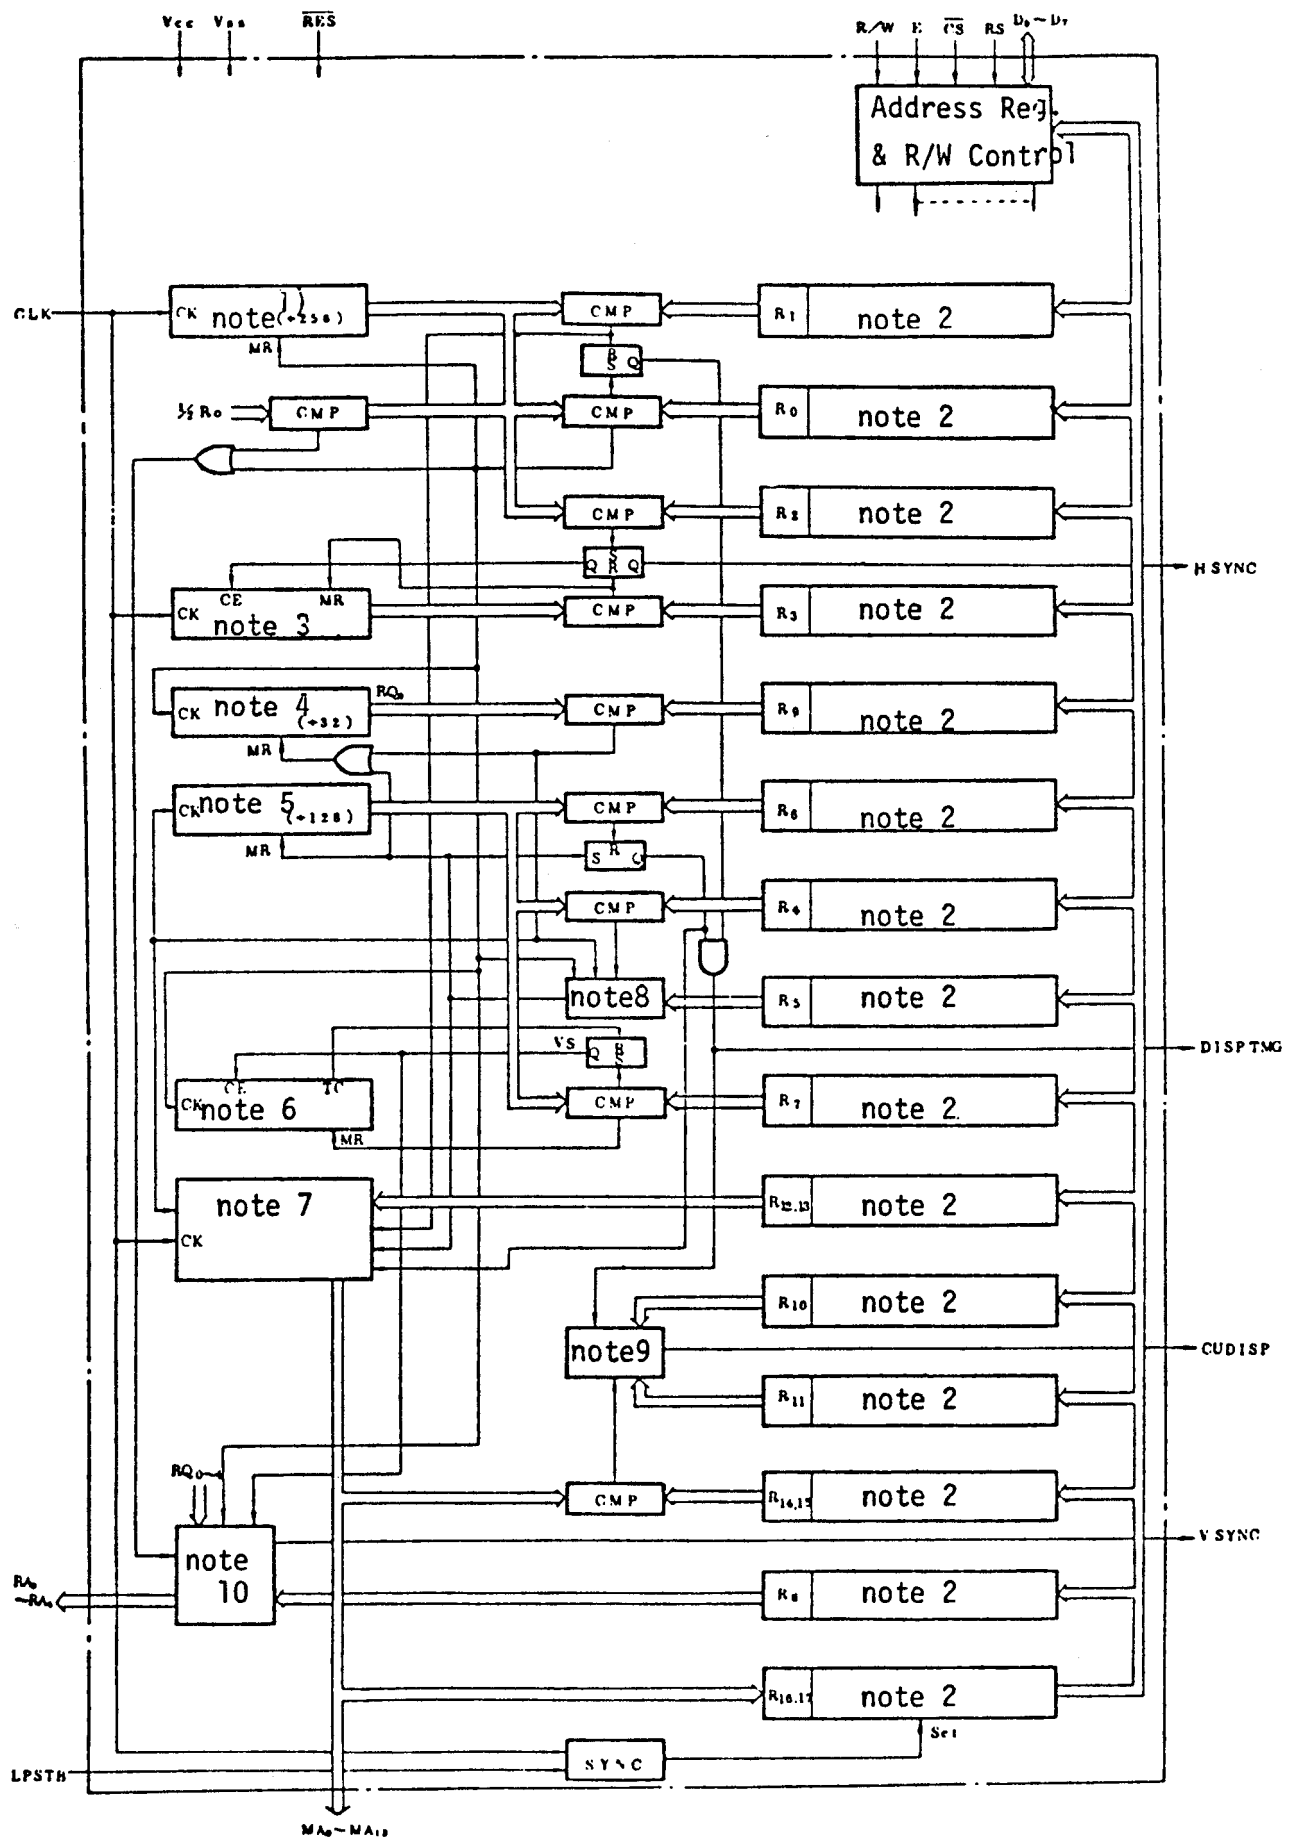 Vcc Vss RES
R/W E CS RS D₀~D₇
Address Reg.
& R/W Control
CLK
CK note 1) (÷256)
MR
CMP
R₁ note 2
R S Q
½ R₀ CMP
CMP
R₀ note 2
CMP
R₂ note 2
Q S R Q
H SYNC
CE MR
CK note 3
CMP
R₃ note 2
RQ₀
CK note 4 (÷32)
MR
CMP
R₉ note 2
CK note 5 (÷128)
MR
CMP
R₆ note 2
S R Q
CMP
R₄ note 2
note8
R₅ note 2
VS
Q R S
DISPTMG
CE TC
CK note 6
MR
CMP
R₇ note 2
note 7
CK
R₁₂,₁₃ note 2
R₁₀ note 2
note9
CUDISP
R₁₁ note 2
RQ₀~₄
CMP
R₁₄,₁₅ note 2
V SYNC
note
10
RA₀
~RA₄
R₈ note 2
R₁₆,₁₇ note 2
Set
LPSTB
SYNC
MA₀~MA₁₃